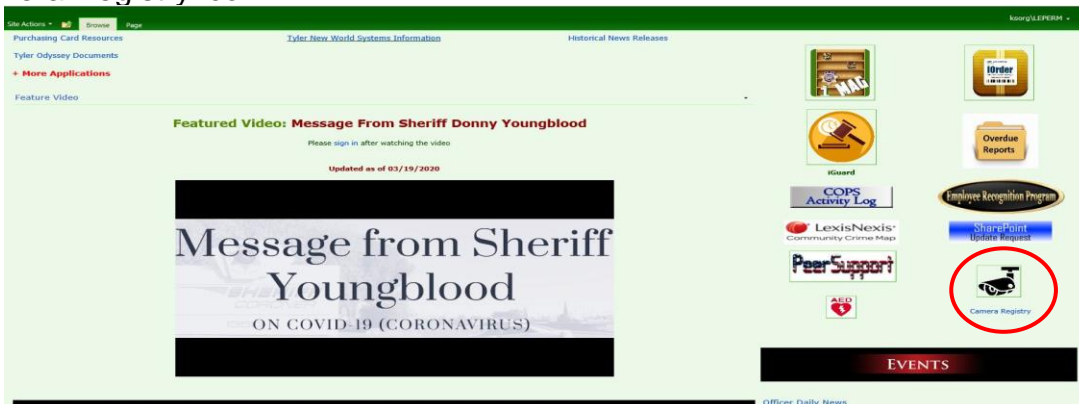 Site Actions
Browse
Page
ksorg\LEPERM
Purchasing Card Resources
Tyler New World Systems Information
Historical News Releases
Tyler Odyssey Documents
+ More Applications
Feature Video
Featured Video: Message From Sheriff Donny Youngblood
Please sign in after watching the video
Updated as of 03/19/2020
Message from Sheriff
Youngblood
ON COVID-19 (CORONAVIRUS)
i MAG
iOrder
iGuard
Overdue
Reports
COPS
Activity Log
Employee Recognition Program
LexisNexis
Community Crime Map
SharePoint
Update Request
PeerSupport
AED
Camera Registry
EVENTS
Officer Daily News